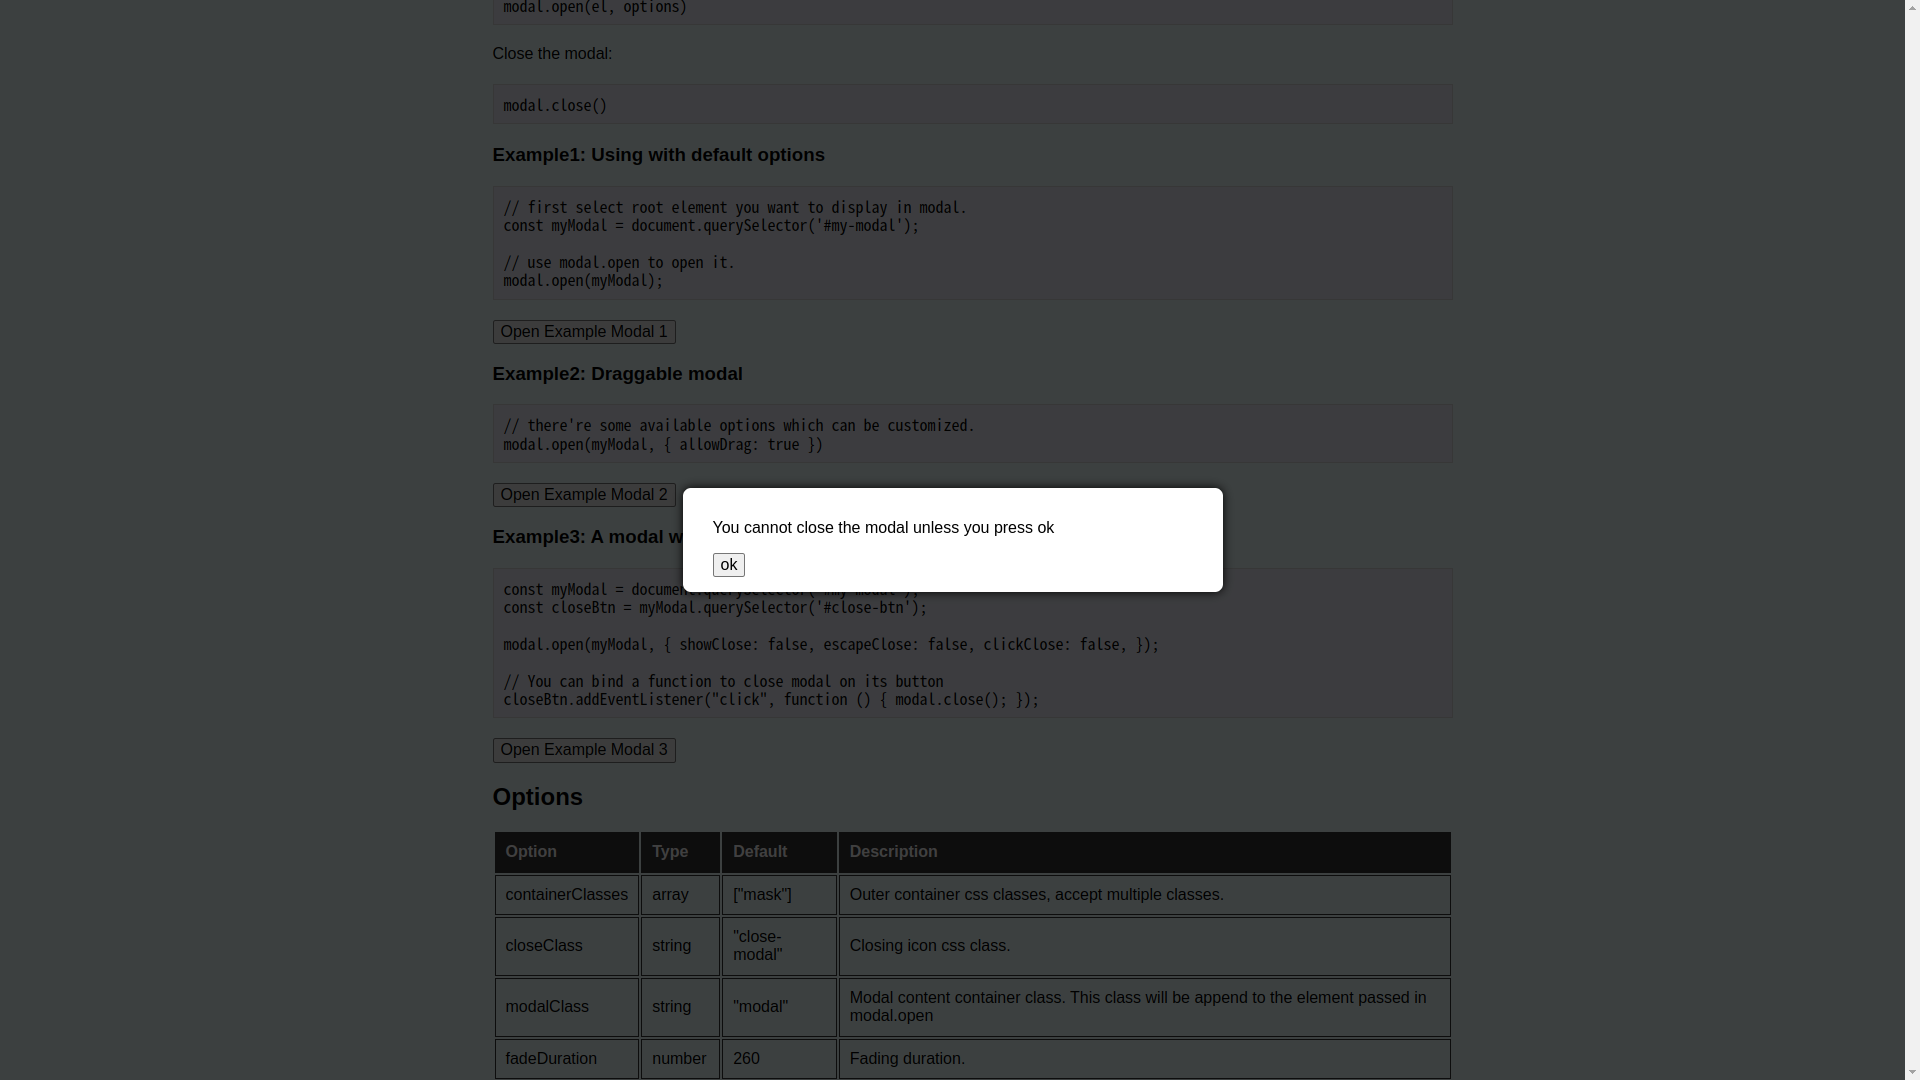 modal.open(el, options)
Close the modal:
modal.close()
Example1: Using with default options
// first select root element you want to display in modal.
const myModal = document.querySelector('#my-modal');
// use modal.open to open it.
modal.open(myModal);
Open Example Modal 1
Example2: Draggable modal
// there're some available options which can be customized.
modal.open(myModal, { allowDrag: true })
Open Example Modal 2
You cannot close the modal unless you press ok
ok
Example3: A modal w
const myModal = document.querySelector('#my-modal');
const closeBtn = myModal.querySelector('#close-btn');
modal.open(myModal, { showClose: false, escapeClose: false, clickClose: false, });
// You can bind a function to close modal on its button
closeBtn.addEventListener("click", function () { modal.close(); });
Open Example Modal 3
Options
Option Type Default Description
containerClasses array ["mask"] Outer container css classes, accept multiple classes.
closeClass string "close-
modal" Closing icon css class.
modalClass string "modal" Modal content container class. This class will be append to the element passed in
modal.open
fadeDuration number 260 Fading duration.